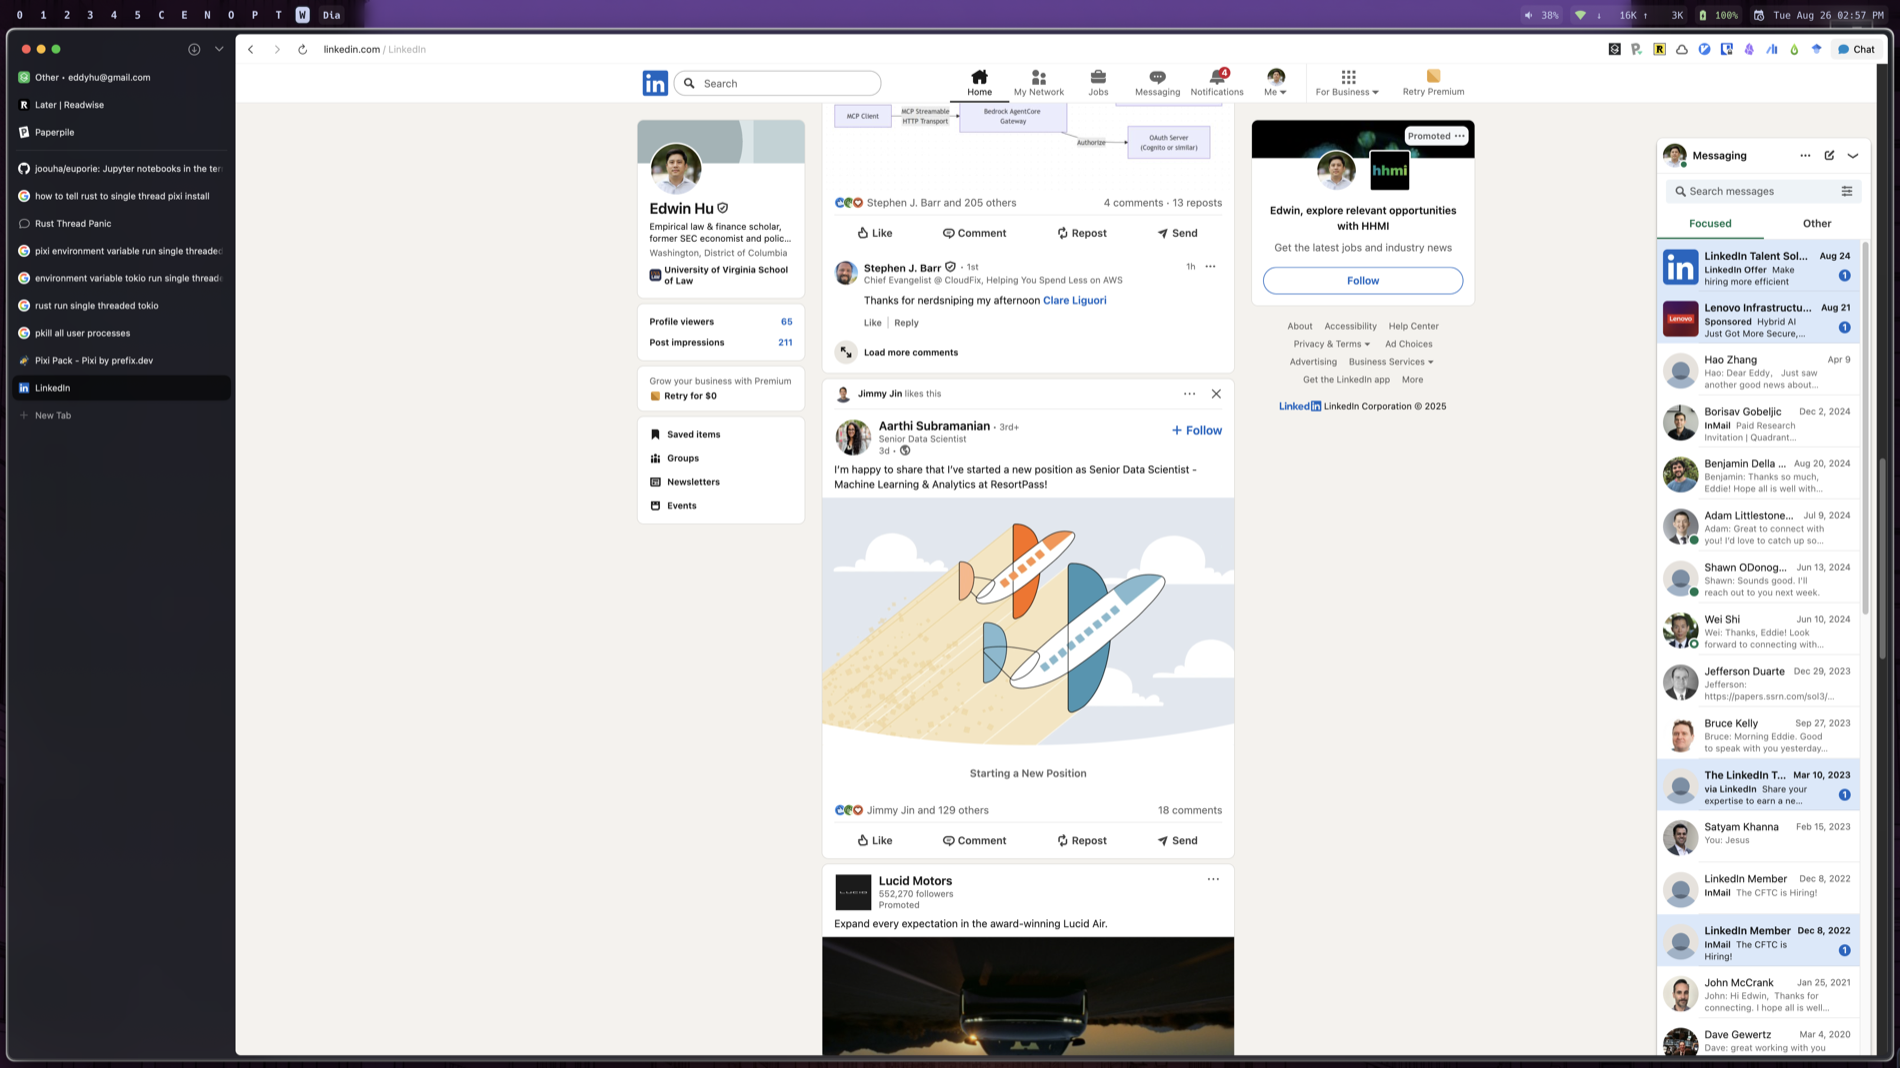 0 1 2 3 4 5 C E N O P T W Dia
38% ↓ 16K ↑ 3K 100% Tue Aug 26 02:57 PM
Other • eddyhu@gmail.com
Later | Readwise
Paperpile
joouha/euporie: Jupyter notebooks in the ter
how to tell rust to single thread pixi install
Rust Thread Panic
pixi environment variable run single threaded
environment variable tokio run single thread
rust run single threaded tokio
pkill all user processes
Pixi Pack - Pixi by prefix.dev
LinkedIn
New Tab
linkedin.com / LinkedIn
Chat
Search
Home
My Network
Jobs
Messaging
4
Notifications
Me
For Business
Retry Premium
Edwin Hu
Empirical law & finance scholar,
former SEC economist and polic...
Washington, District of Columbia
University of Virginia School
of Law
Profile viewers 65
Post impressions 211
Grow your business with Premium
Retry for $0
Saved items
Groups
Newsletters
Events
MCP Client
MCP Streamable
HTTP Transport
Bedrock AgentCore
Gateway
Authorize
OAuth Server
(Cognito or similar)
Stephen J. Barr and 205 others 4 comments · 13 reposts
Like Comment Repost Send
Stephen J. Barr · 1st 1h
Chief Evangelist @ CloudFix, Helping You Spend Less on AWS
Thanks for nerdsniping my afternoon Clare Liguori
Like | Reply
Load more comments
Jimmy Jin likes this
Aarthi Subramanian · 3rd+
Senior Data Scientist
3d •
+ Follow
I'm happy to share that I've started a new position as Senior Data Scientist -
Machine Learning & Analytics at ResortPass!
Starting a New Position
Jimmy Jin and 129 others 18 comments
Like Comment Repost Send
Lucid Motors
552,270 followers
Promoted
Expand every expectation in the award-winning Lucid Air.
Promoted
hhmi
Edwin, explore relevant opportunities
with HHMI
Get the latest jobs and industry news
Follow
About Accessibility Help Center
Privacy & Terms Ad Choices
Advertising Business Services
Get the LinkedIn app More
LinkedIn LinkedIn Corporation © 2025
Messaging
Search messages
Focused Other
LinkedIn Talent Sol... Aug 24
LinkedIn Offer Make
hiring more efficient
1
Lenovo
Lenovo Infrastructu... Aug 21
Sponsored Hybrid AI
Just Got More Secure,...
1
Hao Zhang Apr 9
Hao: Dear Eddy, Just saw
another good news about...
Borisav Gobeljic Dec 2, 2024
InMail Paid Research
Invitation | Quadrant...
Benjamin Della ... Aug 20, 2024
Benjamin: Thanks so much,
Eddie! Hope all is well with...
Adam Littlestone... Jul 9, 2024
Adam: Great to connect with
you! I'd love to catch up so...
Shawn ODonog... Jun 13, 2024
Shawn: Sounds good. I'll
reach out to you next week.
Wei Shi Jun 10, 2024
Wei: Thanks, Eddie! Look
forward to connecting with...
Jefferson Duarte Dec 29, 2023
Jefferson:
https://papers.ssrn.com/sol3/...
Bruce Kelly Sep 27, 2023
Bruce: Morning Eddie. Good
to speak with you yesterday...
The LinkedIn T... Mar 10, 2023
via LinkedIn Share your
expertise to earn a ne...
1
Satyam Khanna Feb 15, 2023
You: Jesus
LinkedIn Member Dec 8, 2022
InMail The CFTC is Hiring!
LinkedIn Member Dec 8, 2022
InMail The CFTC is
Hiring!
1
John McCrank Jan 25, 2021
John: Hi Edwin, Thanks for
connecting. I hope all is well...
Dave Gewertz Mar 4, 2020
Dave: great working with you